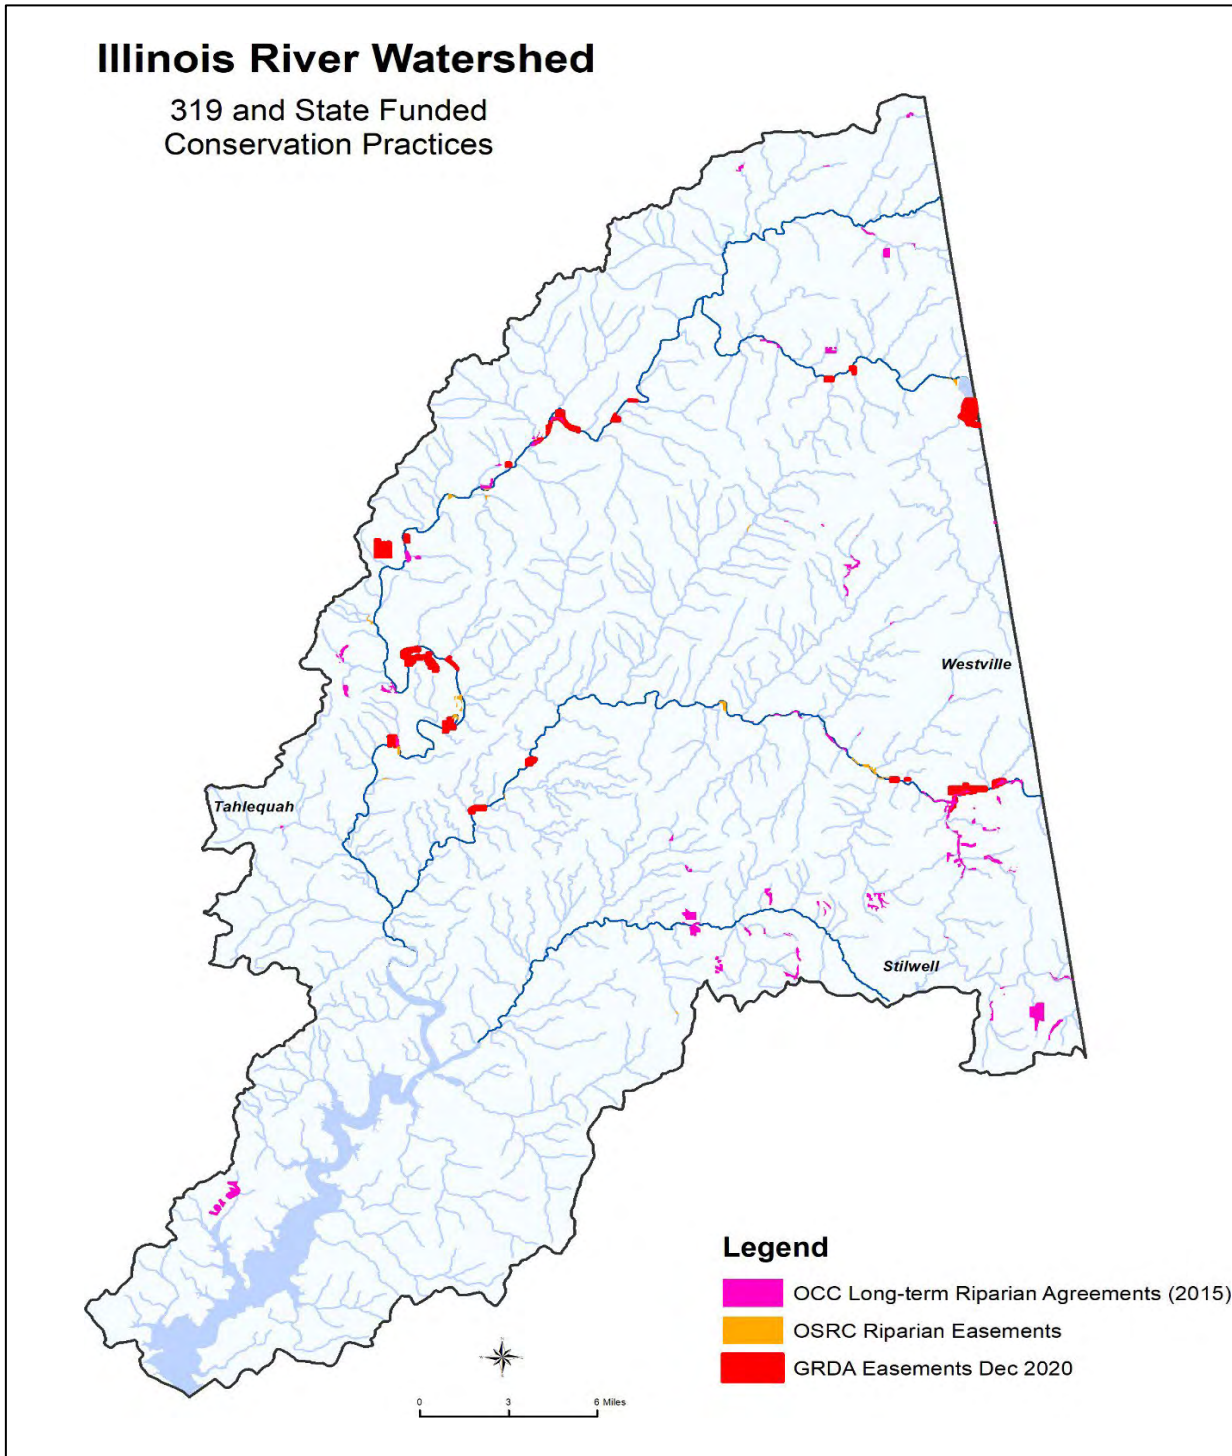 Illinois River Watershed
319 and State Funded
Conservation Practices
Westville
Tahlequah
Stilwell
Legend
OCC Long-term Riparian Agreements (2015)
OSRC Riparian Easements
GRDA Easements Dec 2020
0 3 6 Miles